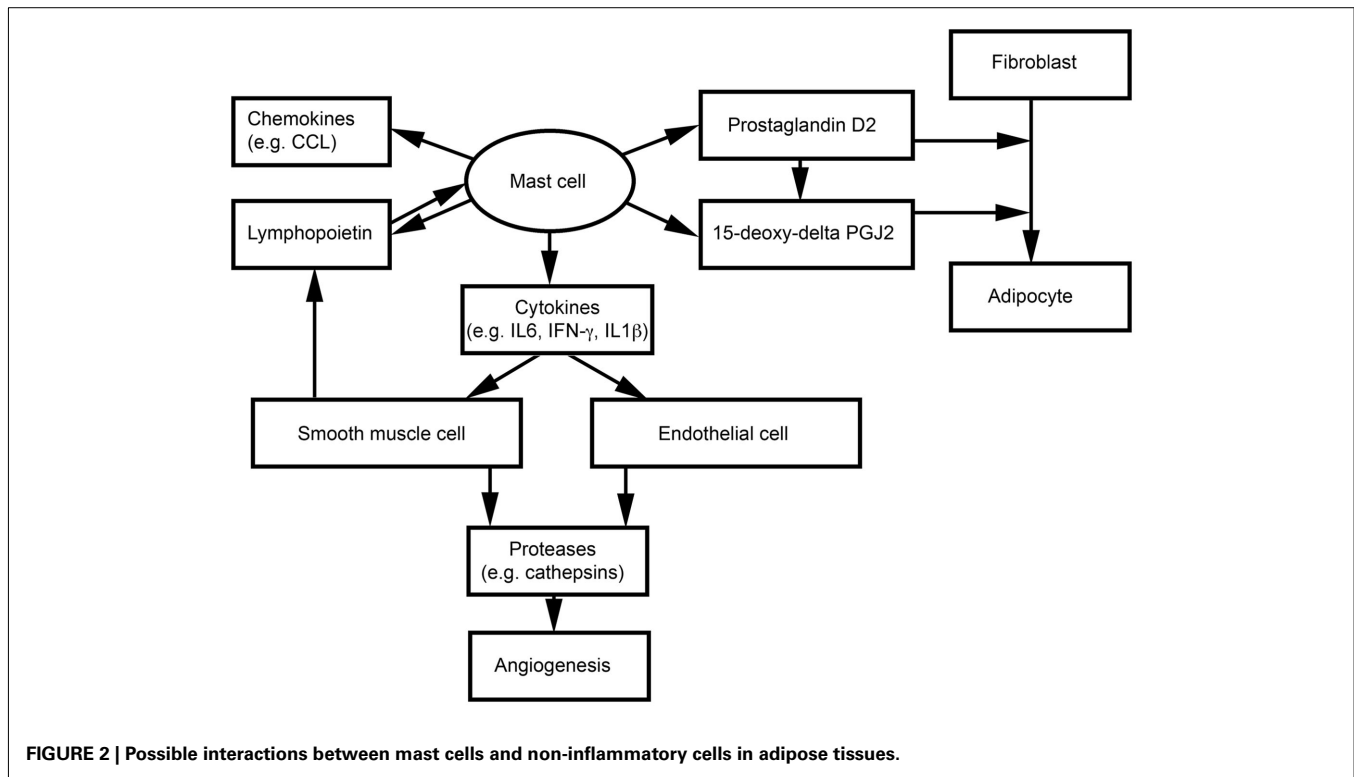 Fibroblast
Chemokines
(e.g. CCL)
Prostaglandin D2
Mast cell
Lymphopoietin
15-deoxy-delta PGJ2
Adipocyte
Cytokines
(e.g. IL6, IFN-γ, IL1β)
Smooth muscle cell
Endothelial cell
Proteases
(e.g. cathepsins)
Angiogenesis
FIGURE 2 | Possible interactions between mast cells and non-inflammatory cells in adipose tissues.